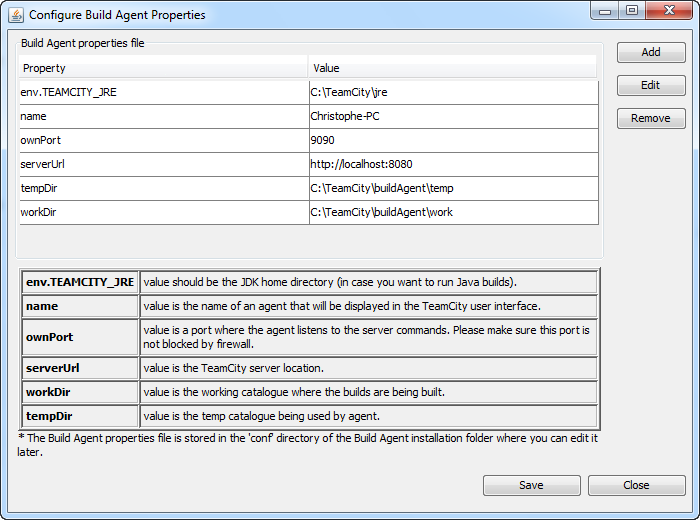 Configure Build Agent Properties
Build Agent properties file
Property Value
env.TEAMCITY_JRE C:\TeamCity\jre
name Christophe-PC
ownPort 9090
serverUrl http://localhost:8080
tempDir C:\TeamCity\buildAgent\temp
workDir C:\TeamCity\buildAgent\work
Add
Edit
Remove
env.TEAMCITY_JRE value should be the JDK home directory (in case you want to run Java builds).
name value is the name of an agent that will be displayed in the TeamCity user interface.
ownPort value is a port where the agent listens to the server commands. Please make sure this port is
not blocked by firewall.
serverUrl value is the TeamCity server location.
workDir value is the working catalogue where the builds are being built.
tempDir value is the temp catalogue being used by agent.
* The Build Agent properties file is stored in the 'conf' directory of the Build Agent installation folder where you can edit it
later.
Save Close